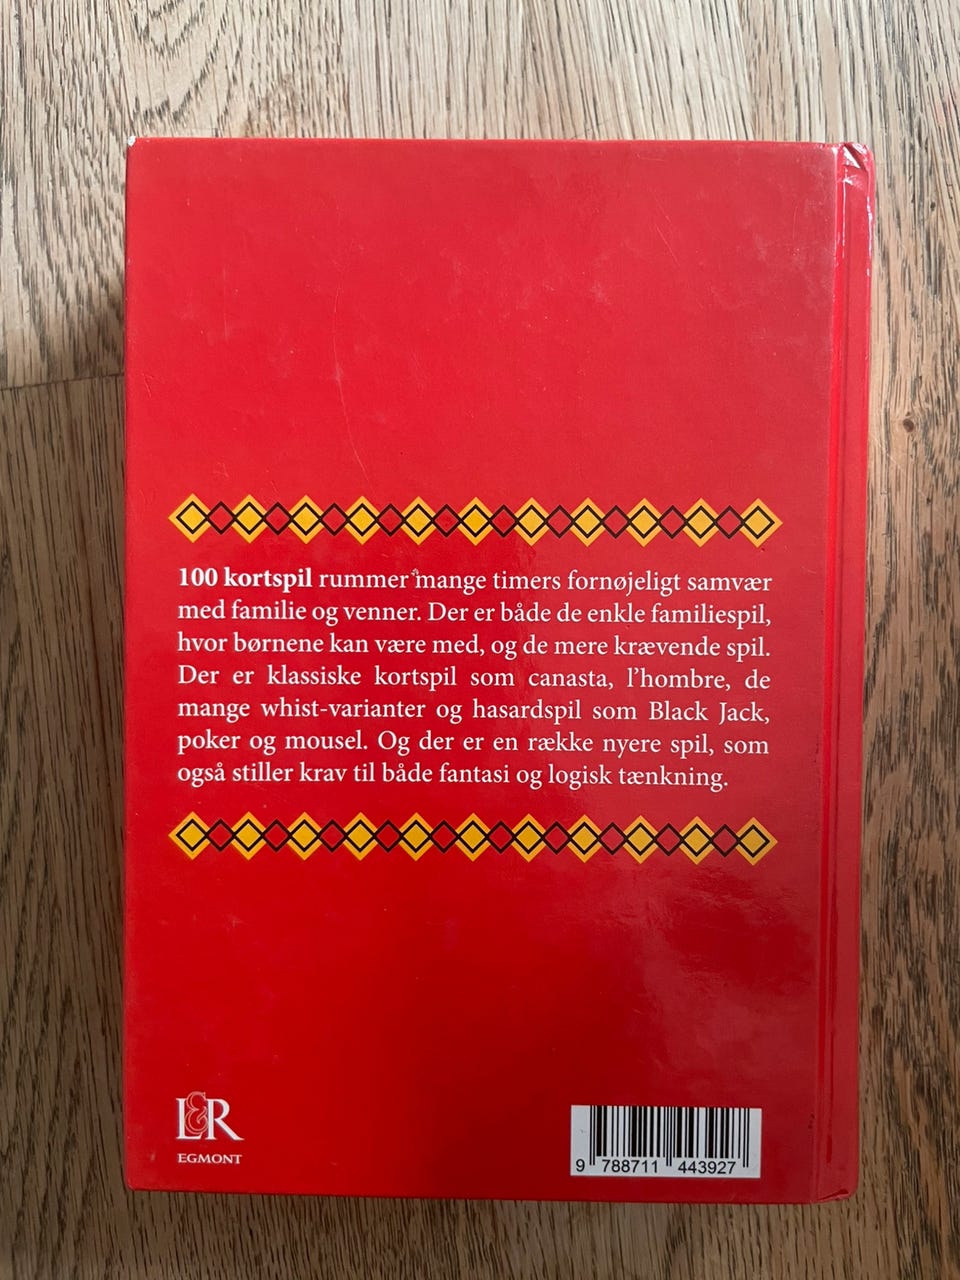 100 kortspil rummer mange timers fornøjeligt samvær
med familie og venner. Der er både de enkle familiespil,
hvor børnene kan være med, og de mere krævende spil.
Der er klassiske kortspil som canasta, l'hombre, de
mange whist-varianter og hasardspil som Black Jack,
poker og mousel. Og der er en række nyere spil, som
også stiller krav til både fantasi og logisk tænkning.
L&R
EGMONT
9 788711 443927